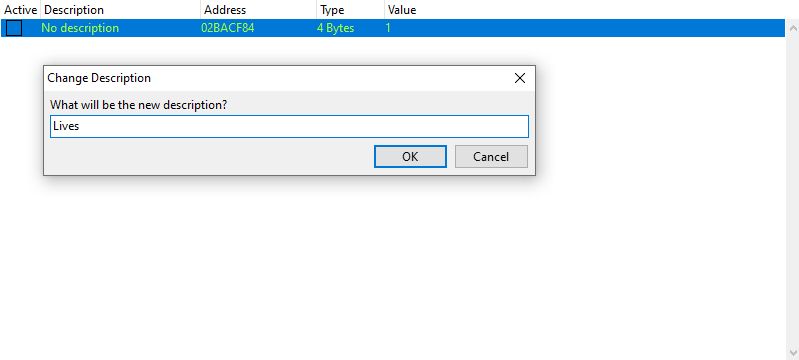 Active Description Address Type Value
No description 02BACF84 4 Bytes 1
Change Description
What will be the new description?
Lives
OK Cancel